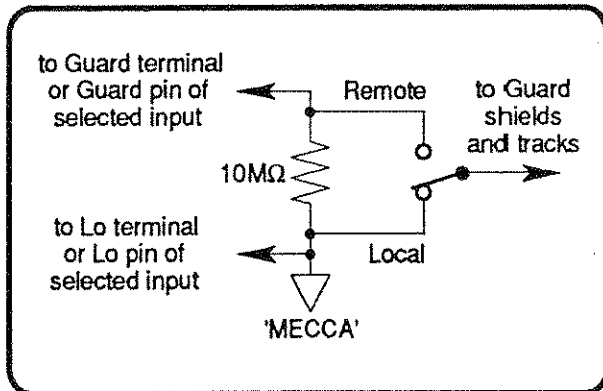 to Guard terminal
or Guard pin of
selected input
Remote
to Guard
shields
and tracks
10MΩ
to Lo terminal
or Lo pin of
selected input
Local
'MECCA'